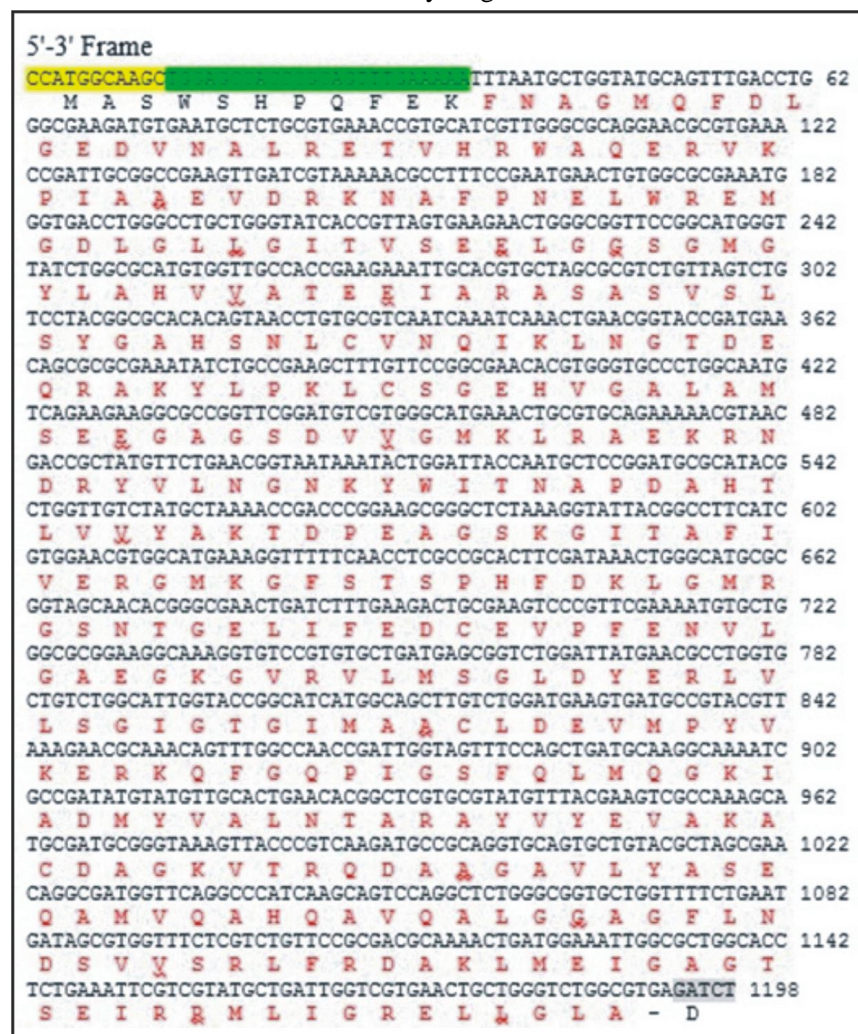 5'-3' Frame
CCATGGCAAGC TTTAATGCTGGTATGCAGTTTGACCTG 62
M A S W S H P Q F E K F N A G M Q F D L
GGCGAAGATGTGAATGCTCTGCGTGAAACCGTGCATCGTTGGGCGCAGGAACGCGTGAAA 122
G E D V N A L R E T V H R W A Q E R V K
CCGATTGCGGCCGAAGTTGATCGTAAAAACGCCTTTCCGAATGAACTGTGGCGCGAAATG 182
P I A A E V D R K N A F P N E L W R E M
GGTGACCTGGGCCTGCTGGGTATCACCGTTAGTGAAGAACTGGGCGGTTCCGGCATGGGT 242
G D L G L L G I T V S E E L G G S G M G
TATCTGGCGCATGTGGTTGCCACCGAAGAAATTGCACGTGCTAGCGCGTCTGTTAGTCTG 302
Y L A H V V A T E E I A R A S A S V S L
TCCTACGGCGCACACAGTAACCTGTGCGTCAATCAAATCAAACTGAACGGTACCGATGAA 362
S Y G A H S N L C V N Q I K L N G T D E
CAGCGCGCGAAATATCTGCCGAAGCTTTGTTCCGGCGAACACGTGGGTGCCCTGGCAATG 422
Q R A K Y L P K L C S G E H V G A L A M
TCAGAAGAAGGCGCCGGTTCGGATGTCGTGGGCATGAAACTGCGTGCAGAAAAACGTAAC 482
S E E G A G S D V V G M K L R A E K R N
GACCGCTATGTTCTGAACGGTAATAAATACTGGATTACCAATGCTCCGGATGCGCATACG 542
D R Y V L N G N K Y W I T N A P D A H T
CTGGTTGTCTATGCTAAAACCGACCCGGAAGCGGGCTCTAAAGGTATTACGGCCTTCATC 602
L V V Y A K T D P E A G S K G I T A F I
GTGGAACGTGGCATGAAAGGTTTTTCAACCTCGCCGCACTTCGATAAACTGGGCATGCGC 662
V E R G M K G F S T S P H F D K L G M R
GGTAGCAACACGGGCGAACTGATCTTTGAAGACTGCGAAGTCCCGTTCGAAAATGTGCTG 722
G S N T G E L I F E D C E V P F E N V L
GGCGCGGAAGGCAAAGGTGTCCGTGTGCTGATGAGCGGTCTGGATTATGAACGCCTGGTG 782
G A E G K G V R V L M S G L D Y E R L V
CTGTCTGGCATTGGTACCGGCATCATGGCAGCTTGTCTGGATGAAGTGATGCCGTACGTT 842
L S G I G T G I M A A C L D E V M P Y V
AAAGAACGCAAACAGTTTGGCCAACCGATTGGTAGTTTCCAGCTGATGCAAGGCAAAATC 902
K E R K Q F G Q P I G S F Q L M Q G K I
GCCGATATGTATGTTGCACTGAACACGGCTCGTGCGTATGTTTACGAAGTCGCCAAAGCA 962
A D M Y V A L N T A R A Y V Y E V A K A
TGCGATGCGGGTAAAGTTACCCGTCAAGATGCCGCAGGTGCAGTGCTGTACGCTAGCGAA 1022
C D A G K V T R Q D A A G A V L Y A S E
CAGGCGATGGTTCAGGCCCATCAAGCAGTCCAGGCTCTGGGCGGTGCTGGTTTTCTGAAT 1082
Q A M V Q A H Q A V Q A L G G A G F L N
GATAGCGTGGTTTCTCGTCTGTTCCGCGACGCAAAACTGATGGAAATTGGCGCTGGCACC 1142
D S V V S R L F R D A K L M E I G A G T
TCTGAAATTCGTCGTATGCTGATTGGTCGTGAACTGCTGGGTCTGGCGTGAGATCT 1198
S E I R R M L I G R E L L G L A - D